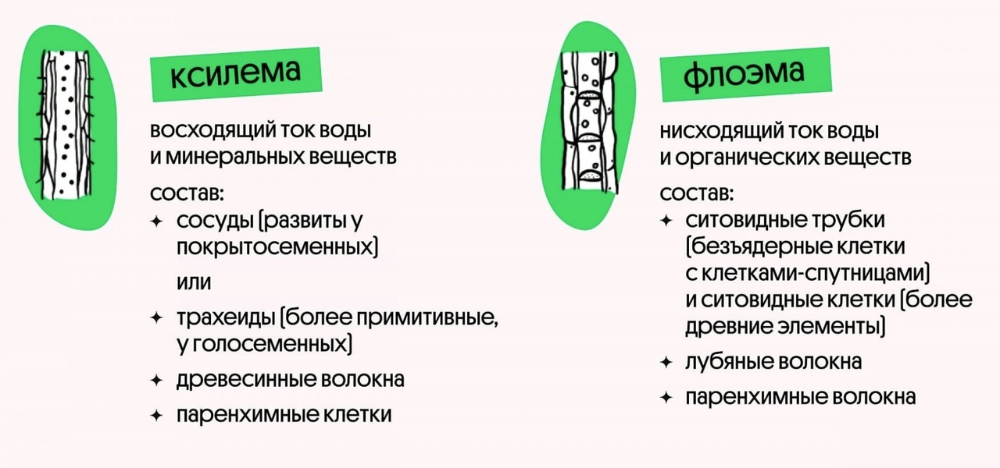 ксилема
восходящий ток воды
и минеральных веществ
состав:
сосуды (развиты у
покрытосеменных)
или
трахеиды (более примитивные,
у голосеменных)
древесинные волокна
паренхимные клетки
флоэма
нисходящий ток воды
и органических веществ
состав:
ситовидные трубки
(безъядерные клетки
с клетками-спутницами)
и ситовидные клетки (более
древние элементы)
лубяные волокна
паренхимные волокна